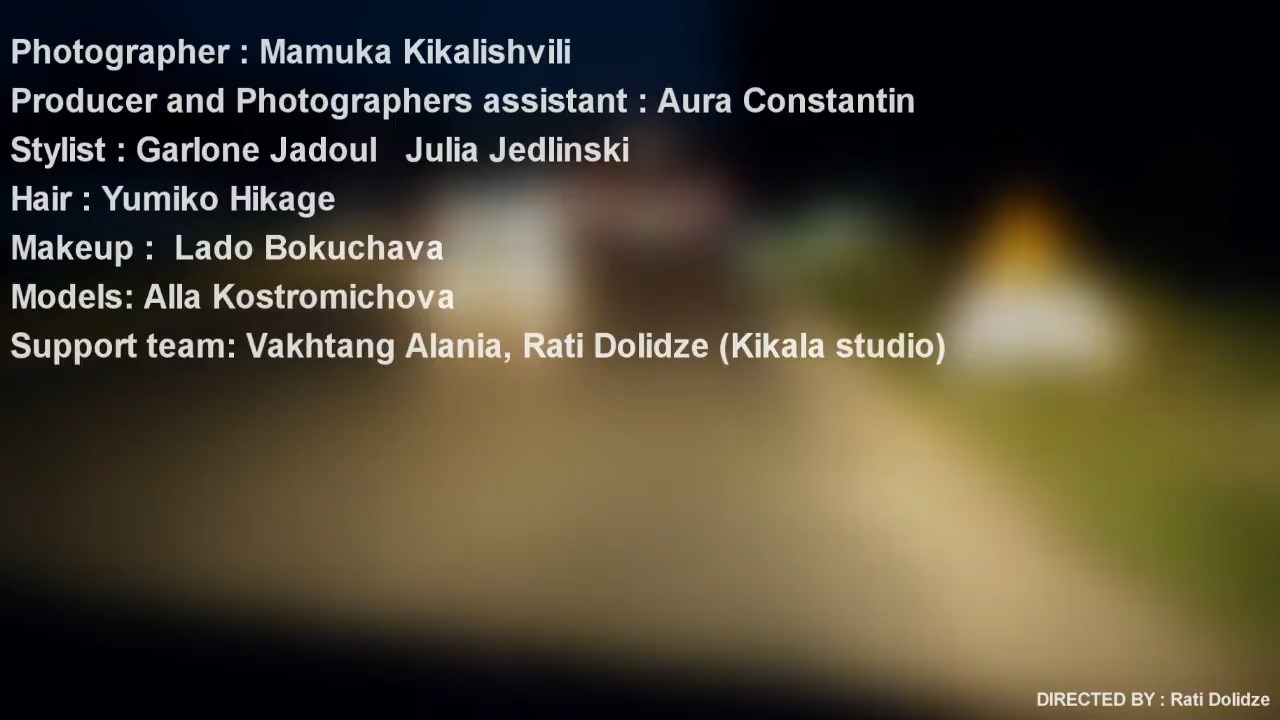 Photographer : Mamuka Kikalishvili
Producer and Photographers assistant : Aura Constantin
Stylist : Garlone Jadoul   Julia Jedlinski
Hair : Yumiko Hikage
Makeup :  Lado Bokuchava
Models: Alla Kostromichova
Support team: Vakhtang Alania, Rati Dolidze (Kikala studio)
DIRECTED BY : Rati Dolidze